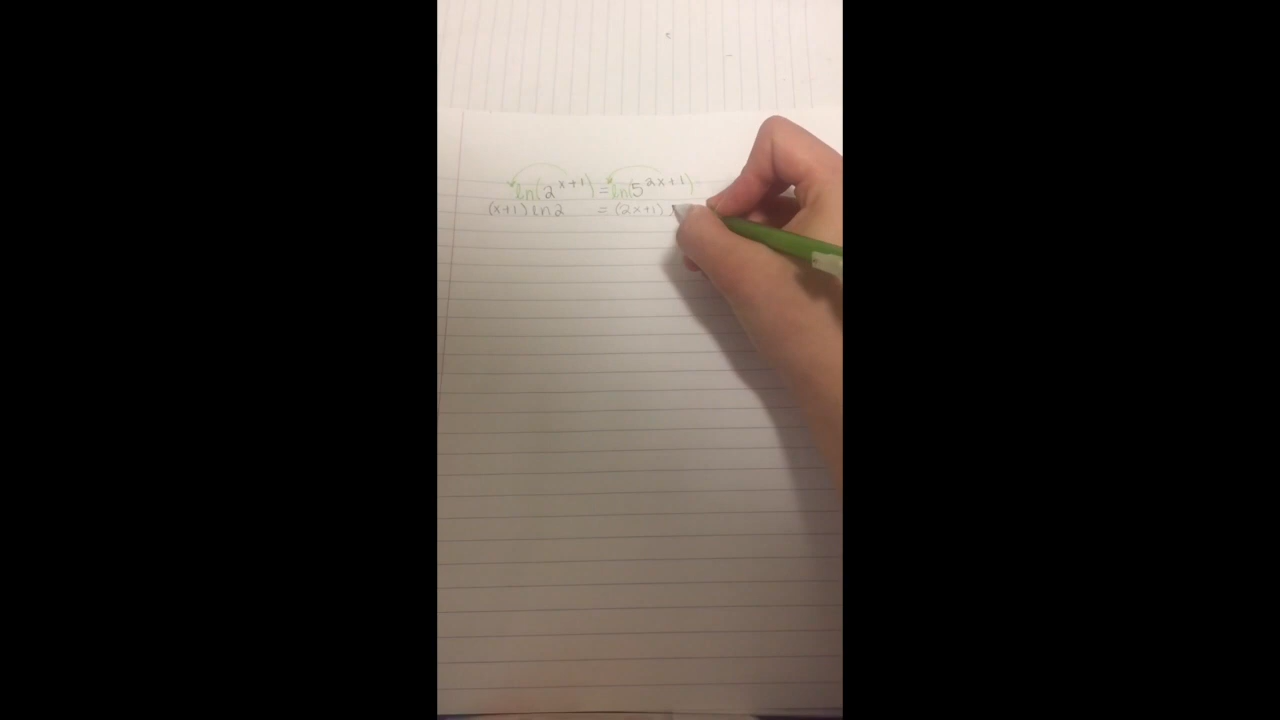 ln(2^x+1) = ln(5^2x+1)
(x+1) ln2 = (2x+1)